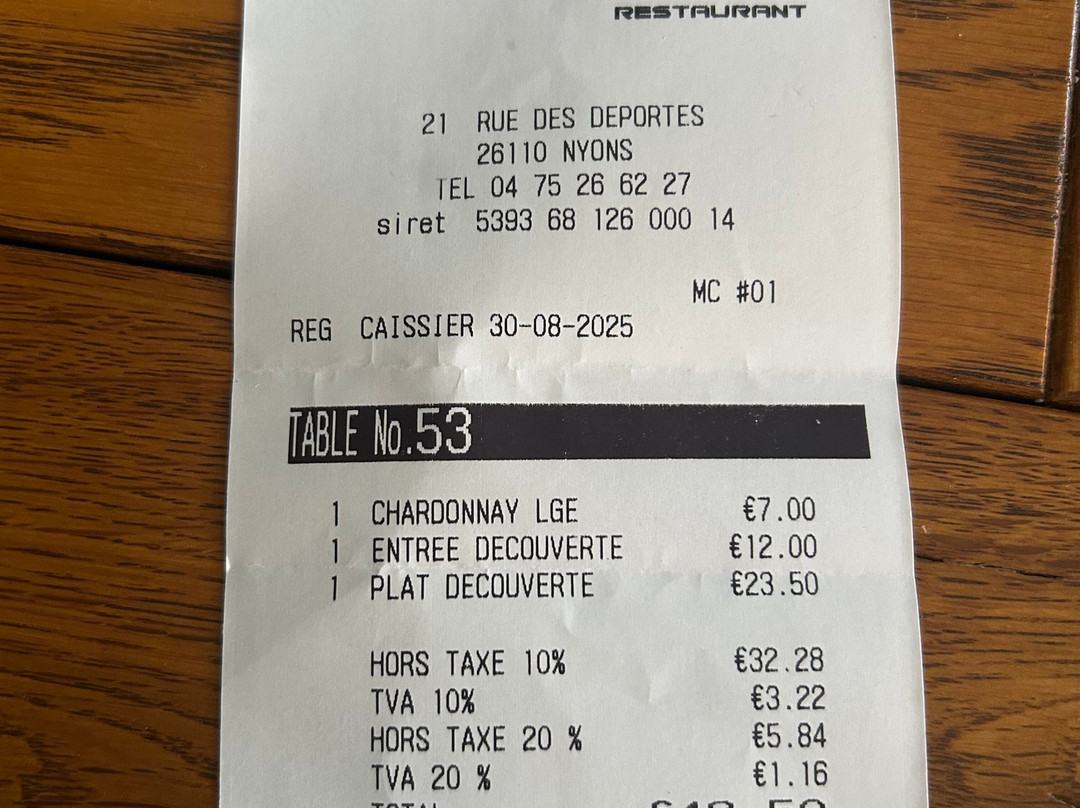 RESTAURANT
21 RUE DES DEPORTES
26110 NYONS
TEL 04 75 26 62 27
siret 5393 68 126 000 14
MC #01
REG CAISSIER 30-08-2025
TABLE No.53
1 CHARDONNAY LGE €7.00
1 ENTREE DECOUVERTE €12.00
1 PLAT DECOUVERTE €23.50
HORS TAXE 10% €32.28
TVA 10% €3.22
HORS TAXE 20 % €5.84
TVA 20 % €1.16
TOTAL